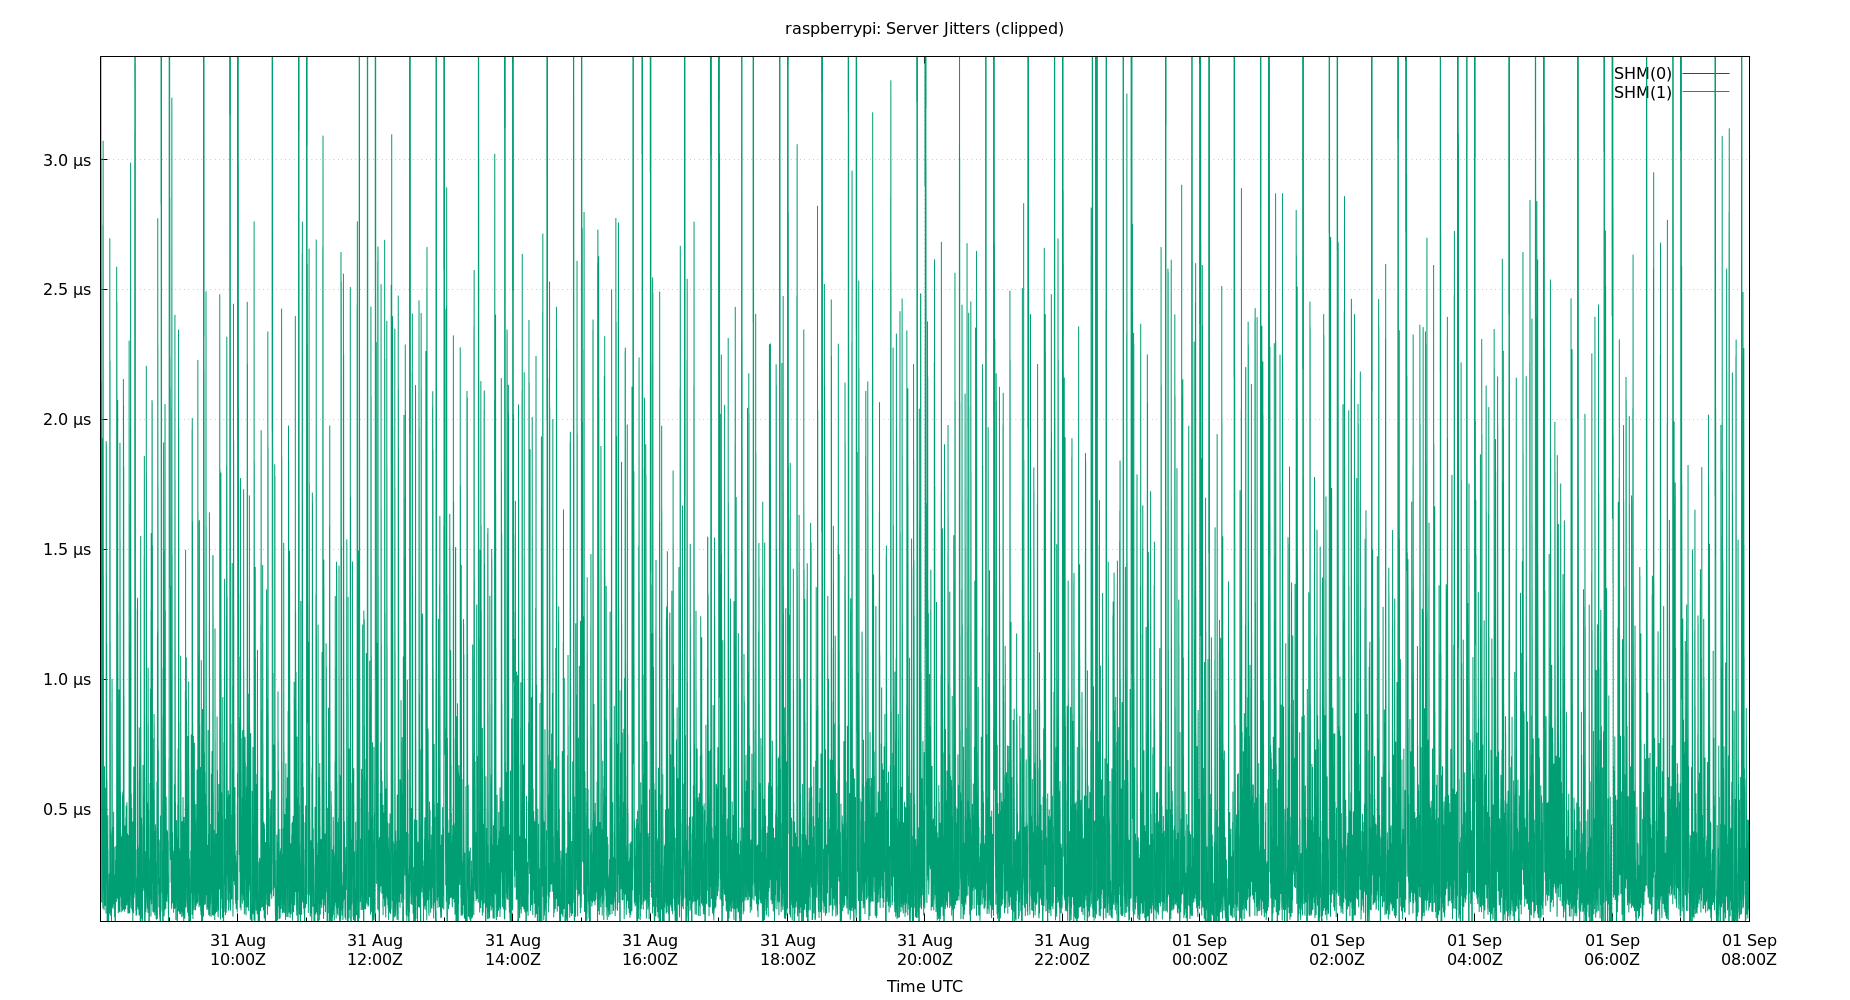 raspberrypi: Server Jitters (clipped)
SHM(0)
SHM(1)
3.0 μs
2.5 μs
2.0 μs
1.5 μs
1.0 μs
0.5 μs
31 Aug 31 Aug 31 Aug 31 Aug 31 Aug 31 Aug 31 Aug 01 Sep 01 Sep 01 Sep 01 Sep 01 Sep
10:00Z 12:00Z 14:00Z 16:00Z 18:00Z 20:00Z 22:00Z 00:00Z 02:00Z 04:00Z 06:00Z 08:00Z
Time UTC